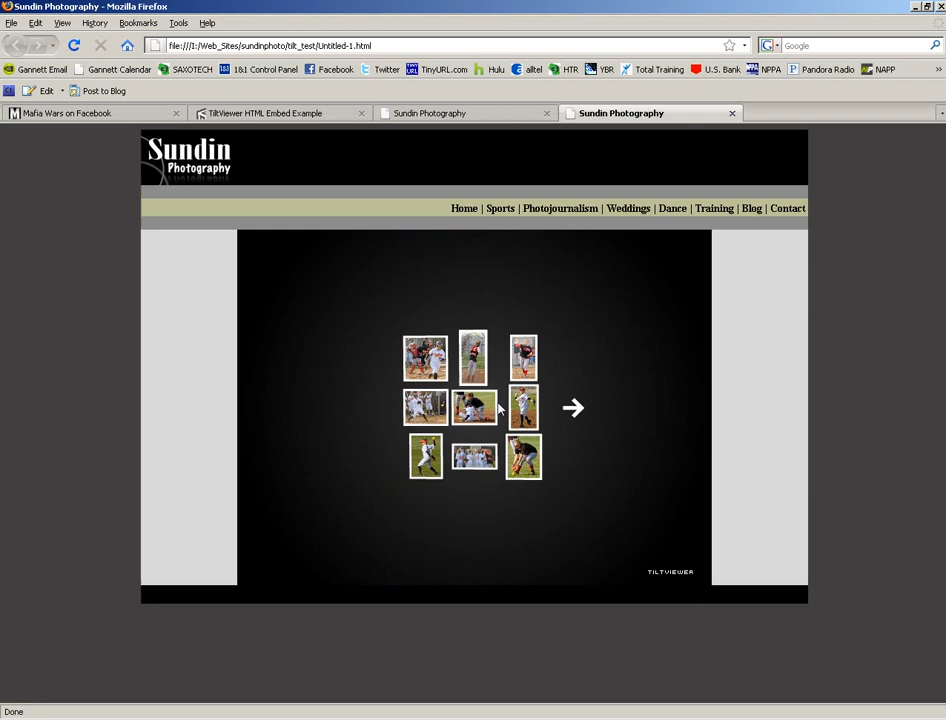 Sundin Photography - Mozilla Firefox
File Edit View History Bookmarks Tools Help
file:///I:/Web_Sites/sundinphoto/tilt_test/Untitled-1.html
Google
Gannett Email Gannett Calendar SAXOTECH 1&1 Control Panel Facebook Twitter TinyURL.com Hulu alltel HTR YBR Total Training U.S. Bank NPPA Pandora Radio NAPP »
Edit Post to Blog
Mafia Wars on Facebook TiltViewer HTML Embed Example Sundin Photography Sundin Photography
Sundin
Photography
Home | Sports | Photojournalism | Weddings | Dance | Training | Blog | Contact
TILTVIEWER
Done